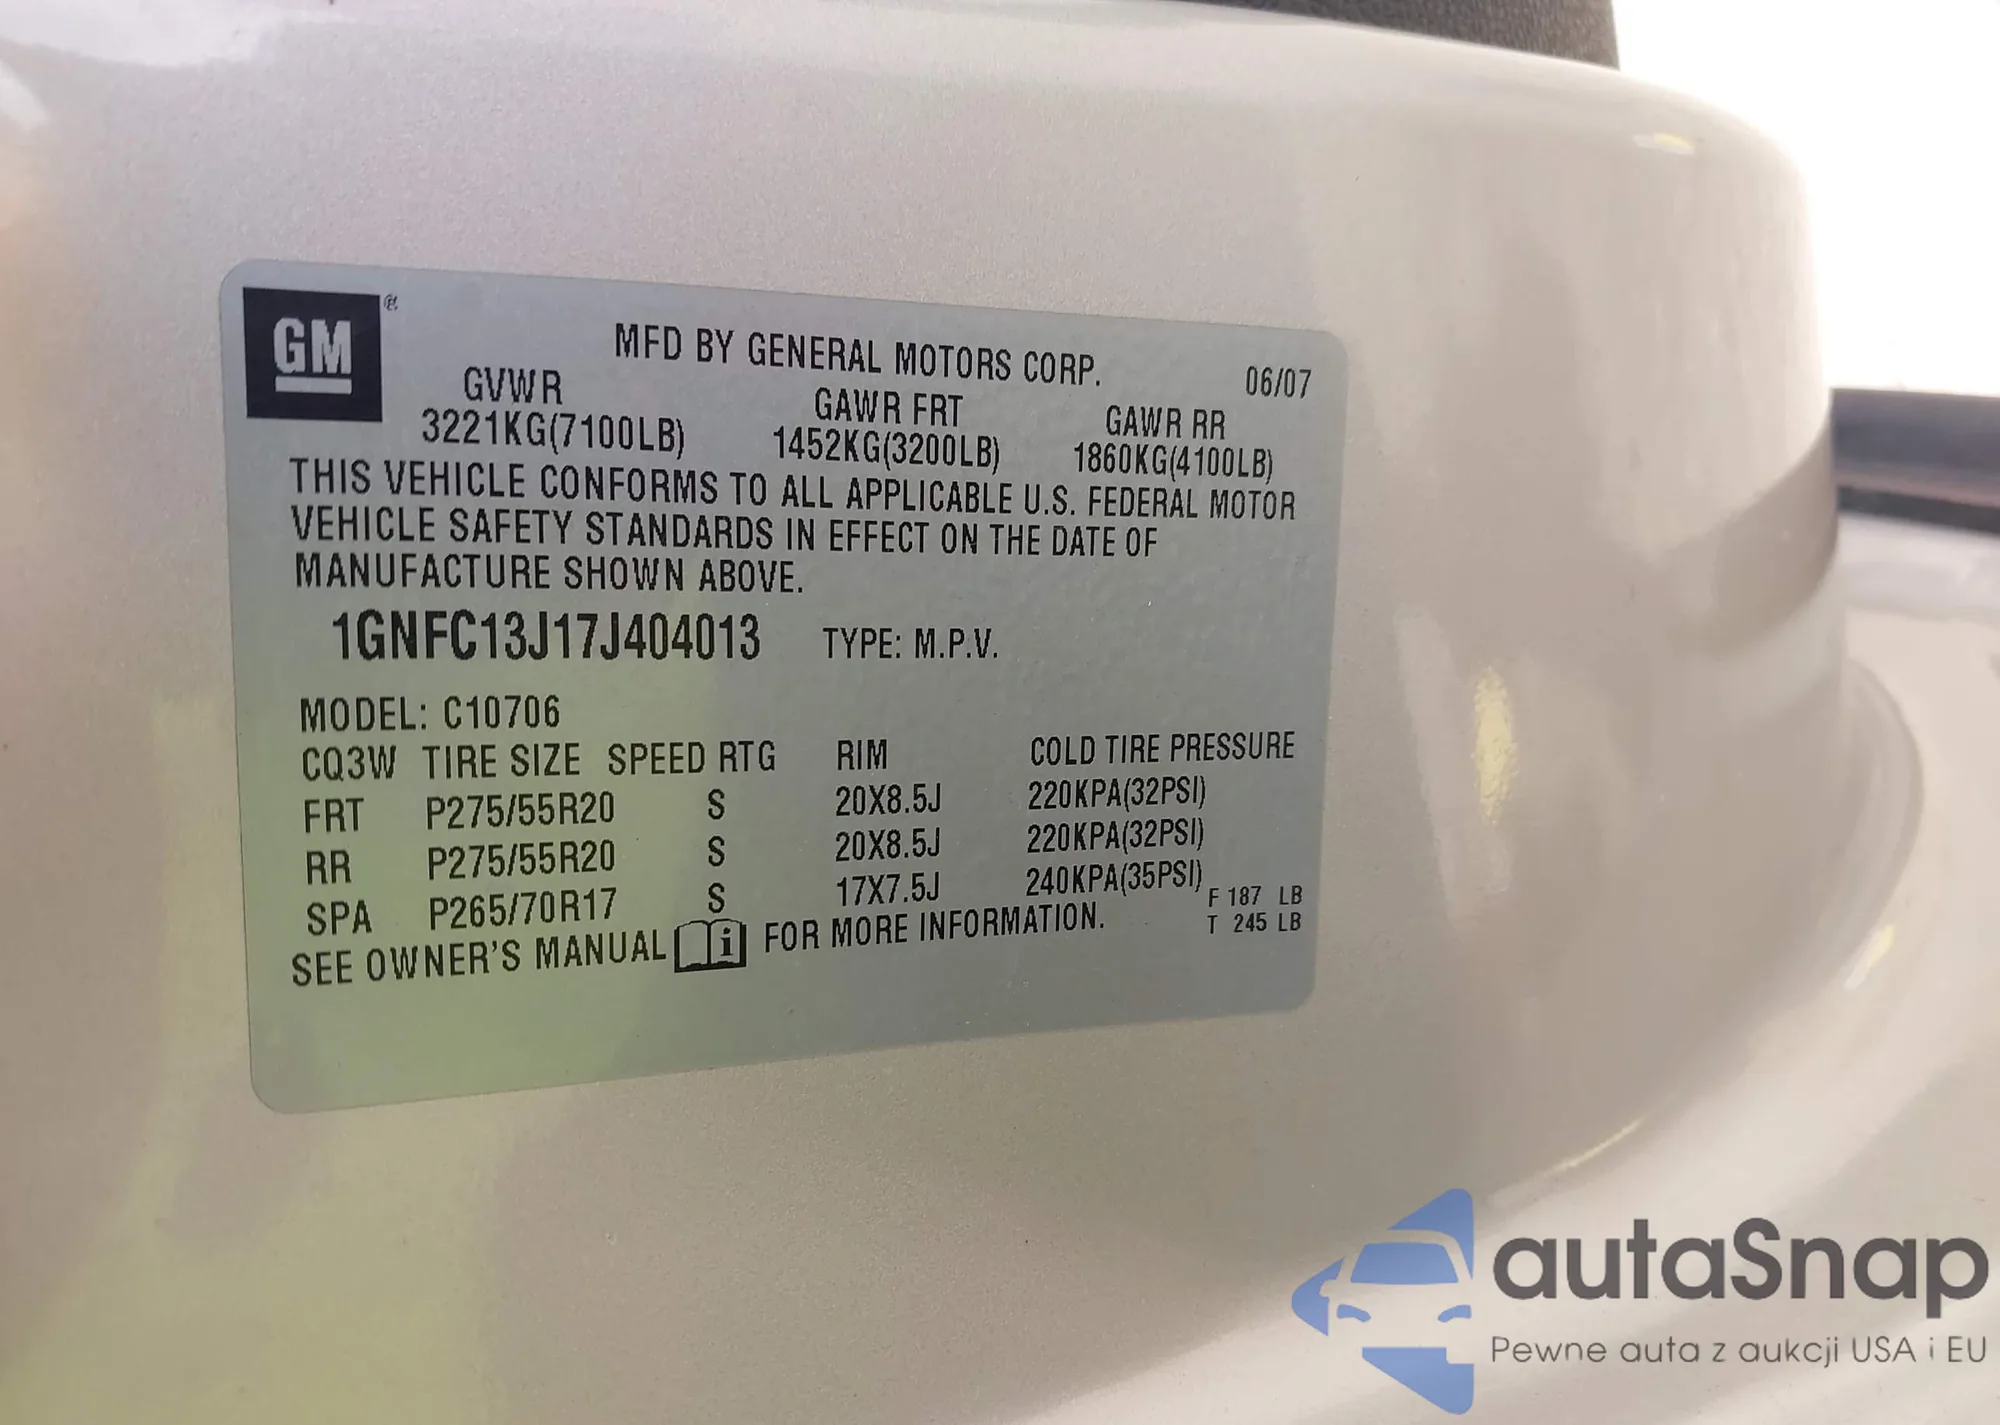 GM ®
MFD BY GENERAL MOTORS CORP. 06/07
GVWR GAWR FRT GAWR RR
3221KG(7100LB) 1452KG(3200LB) 1860KG(4100LB)
THIS VEHICLE CONFORMS TO ALL APPLICABLE U.S. FEDERAL MOTOR
VEHICLE SAFETY STANDARDS IN EFFECT ON THE DATE OF
MANUFACTURE SHOWN ABOVE.
1GNFC13J17J404013 TYPE: M.P.V.
MODEL: C10706
CQ3W TIRE SIZE SPEED RTG RIM COLD TIRE PRESSURE
FRT P275/55R20 S 20X8.5J 220KPA(32PSI)
RR P275/55R20 S 20X8.5J 220KPA(32PSI)
SPA P265/70R17 S 17X7.5J 240KPA(35PSI)
SEE OWNER'S MANUAL i FOR MORE INFORMATION.
F 187 LB
T 245 LB
autaSnap
Pewne auta z aukcji USA i EU